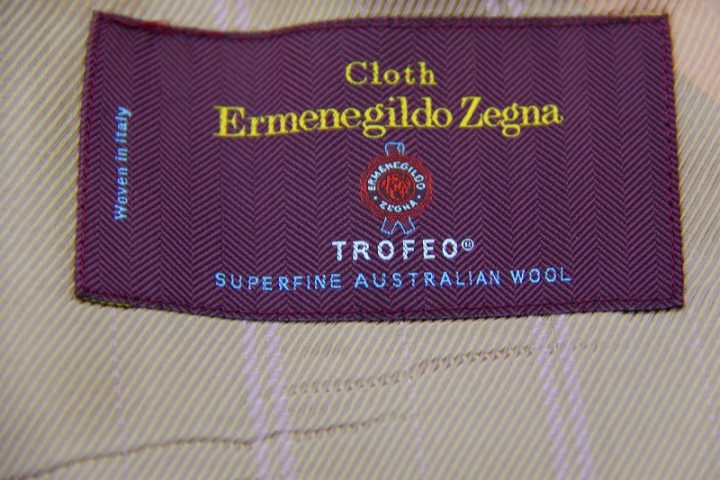 Cloth
Ermenegildo Zegna
Woven in Italy
ERMENEGILDO
ZEGNA
TROFEO®
SUPERFINE AUSTRALIAN WOOL